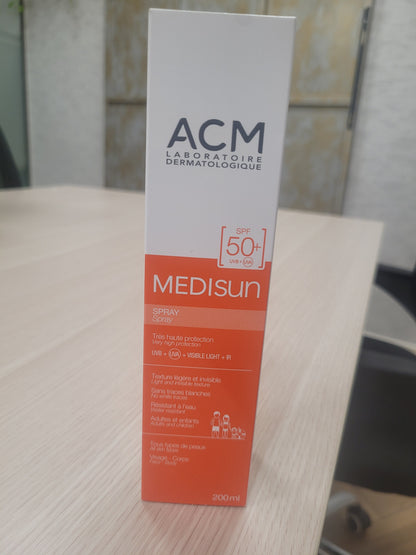 ACM
LABORATOIRE
DERMATOLOGIQUE
SPF
50+
UVB + UVA
MEDISUN
SPRAY
Spray
Très haute protection
Very high protection
UVB + UVA + VISIBLE LIGHT + IR
Texture légère et invisible
Light and invisible texture
Sans traces blanches
No white traces
Résistant à l'eau
Water resistant
Adultes et enfants
Adults and children
Tous types de peaux
All skin types
Visage - Corps
Face - Body
200 ml